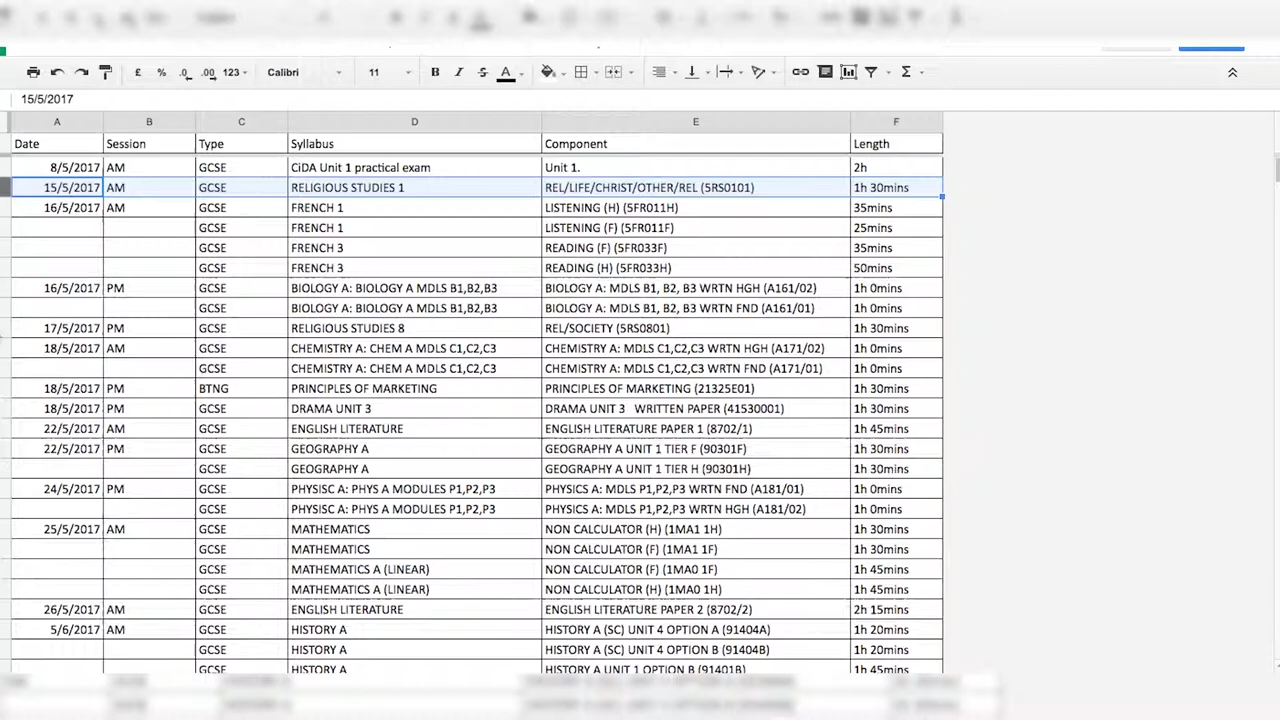 £ % .0 .00 123 Calibri 11 B I S A Σ
15/5/2017
A B C D E F
Date Session Type Syllabus Component Length
8/5/2017 AM GCSE CiDA Unit 1 practical exam Unit 1. 2h
15/5/2017 AM GCSE RELIGIOUS STUDIES 1 REL/LIFE/CHRIST/OTHER/REL (5RS0101) 1h 30mins
16/5/2017 AM GCSE FRENCH 1 LISTENING (H) (5FR011H) 35mins
GCSE FRENCH 1 LISTENING (F) (5FR011F) 25mins
GCSE FRENCH 3 READING (F) (5FR033F) 35mins
GCSE FRENCH 3 READING (H) (5FR033H) 50mins
16/5/2017 PM GCSE BIOLOGY A: BIOLOGY A MDLS B1,B2,B3 BIOLOGY A: MDLS B1, B2, B3 WRTN HGH (A161/02) 1h 0mins
GCSE BIOLOGY A: BIOLOGY A MDLS B1,B2,B3 BIOLOGY A: MDLS B1, B2, B3 WRTN FND (A161/01) 1h 0mins
17/5/2017 PM GCSE RELIGIOUS STUDIES 8 REL/SOCIETY (5RS0801) 1h 30mins
18/5/2017 AM GCSE CHEMISTRY A: CHEM A MDLS C1,C2,C3 CHEMISTRY A: MDLS C1,C2,C3 WRTN HGH (A171/02) 1h 0mins
GCSE CHEMISTRY A: CHEM A MDLS C1,C2,C3 CHEMISTRY A: MDLS C1,C2,C3 WRTN FND (A171/01) 1h 0mins
18/5/2017 PM BTNG PRINCIPLES OF MARKETING PRINCIPLES OF MARKETING (21325E01) 1h 30mins
18/5/2017 PM GCSE DRAMA UNIT 3 DRAMA UNIT 3 WRITTEN PAPER (41530001) 1h 30mins
22/5/2017 AM GCSE ENGLISH LITERATURE ENGLISH LITERATURE PAPER 1 (8702/1) 1h 45mins
22/5/2017 PM GCSE GEOGRAPHY A GEOGRAPHY A UNIT 1 TIER F (90301F) 1h 30mins
GCSE GEOGRAPHY A GEOGRAPHY A UNIT 1 TIER H (90301H) 1h 30mins
24/5/2017 PM GCSE PHYSISC A: PHYS A MODULES P1,P2,P3 PHYSICS A: MDLS P1,P2,P3 WRTN FND (A181/01) 1h 0mins
GCSE PHYSISC A: PHYS A MODULES P1,P2,P3 PHYSICS A: MDLS P1,P2,P3 WRTN HGH (A181/02) 1h 0mins
25/5/2017 AM GCSE MATHEMATICS NON CALCULATOR (H) (1MA1 1H) 1h 30mins
GCSE MATHEMATICS NON CALCULATOR (F) (1MA1 1F) 1h 30mins
GCSE MATHEMATICS A (LINEAR) NON CALCULATOR (F) (1MA0 1F) 1h 45mins
GCSE MATHEMATICS A (LINEAR) NON CALCULATOR (H) (1MA0 1H) 1h 45mins
26/5/2017 AM GCSE ENGLISH LITERATURE ENGLISH LITERATURE PAPER 2 (8702/2) 2h 15mins
5/6/2017 AM GCSE HISTORY A HISTORY A (SC) UNIT 4 OPTION A (91404A) 1h 20mins
GCSE HISTORY A HISTORY A (SC) UNIT 4 OPTION B (91404B) 1h 20mins
GCSE HISTORY A HISTORY A UNIT 1 OPTION B (91401B) 1h 45mins